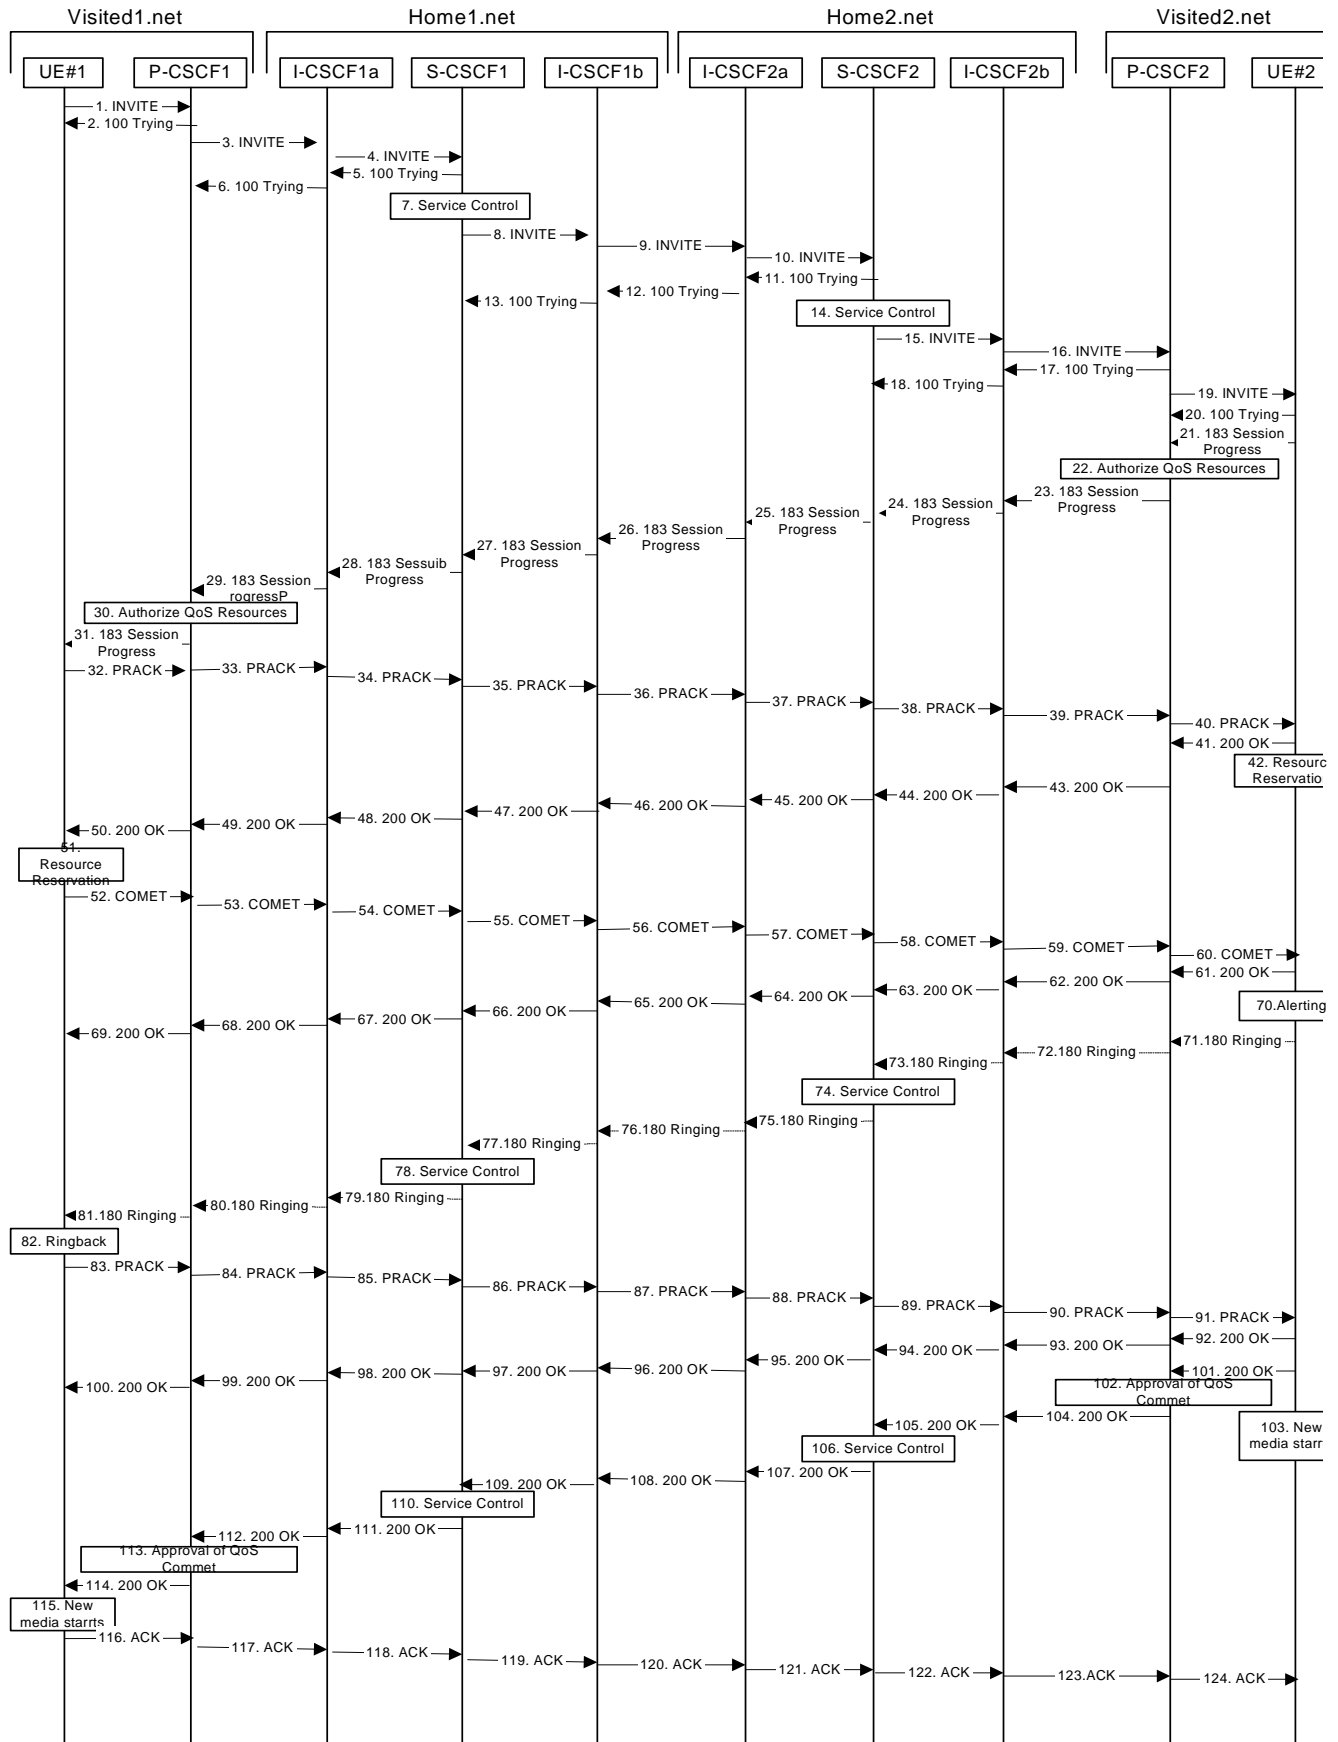 Visited1.net
Home1.net
Home2.net
Visited2.net
UE#1
P-CSCF1
I-CSCF1a
S-CSCF1
I-CSCF1b
I-CSCF2a
S-CSCF2
I-CSCF2b
P-CSCF2
UE#2
1. INVITE
2. 100 Trying
3. INVITE
4. INVITE
5. 100 Trying
6. 100 Trying
7. Service Control
8. INVITE
9. INVITE
10. INVITE
11. 100 Trying
12. 100 Trying
13. 100 Trying
14. Service Control
15. INVITE
16. INVITE
17. 100 Trying
18. 100 Trying
19. INVITE
20. 100 Trying
21. 183 Session
Progress
22. Authorize QoS Resources
23. 183 Session
Progress
24. 183 Session
Progress
25. 183 Session
Progress
26. 183 Session
Progress
27. 183 Session
Progress
28. 183 Sessuib
Progress
29. 183 Session
rogressP
30. Authorize QoS Resources
31. 183 Session
Progress
32. PRACK
33. PRACK
34. PRACK
35. PRACK
36. PRACK
37. PRACK
38. PRACK
39. PRACK
40. PRACK
41. 200 OK
42. Resourc
Reservatio
43. 200 OK
44. 200 OK
45. 200 OK
46. 200 OK
47. 200 OK
48. 200 OK
49. 200 OK
50. 200 OK
51.
Resource
Reservation
52. COMET
53. COMET
54. COMET
55. COMET
56. COMET
57. COMET
58. COMET
59. COMET
60. COMET
61. 200 OK
62. 200 OK
63. 200 OK
64. 200 OK
65. 200 OK
66. 200 OK
67. 200 OK
68. 200 OK
69. 200 OK
70.Alerting
71.180 Ringing
72.180 Ringing
73.180 Ringing
74. Service Control
75.180 Ringing
76.180 Ringing
77.180 Ringing
78. Service Control
79.180 Ringing
80.180 Ringing
81.180 Ringing
82. Ringback
83. PRACK
84. PRACK
85. PRACK
86. PRACK
87. PRACK
88. PRACK
89. PRACK
90. PRACK
91. PRACK
92. 200 OK
93. 200 OK
94. 200 OK
95. 200 OK
96. 200 OK
97. 200 OK
98. 200 OK
99. 200 OK
100. 200 OK
101. 200 OK
102. Approval of QoS
Commet
103. New
media starr
104. 200 OK
105. 200 OK
106. Service Control
107. 200 OK
108. 200 OK
109. 200 OK
110. Service Control
111. 200 OK
112. 200 OK
113. Approval of QoS
Commet
114. 200 OK
115. New
media starrts
116. ACK
117. ACK
118. ACK
119. ACK
120. ACK
121. ACK
122. ACK
123.ACK
124. ACK